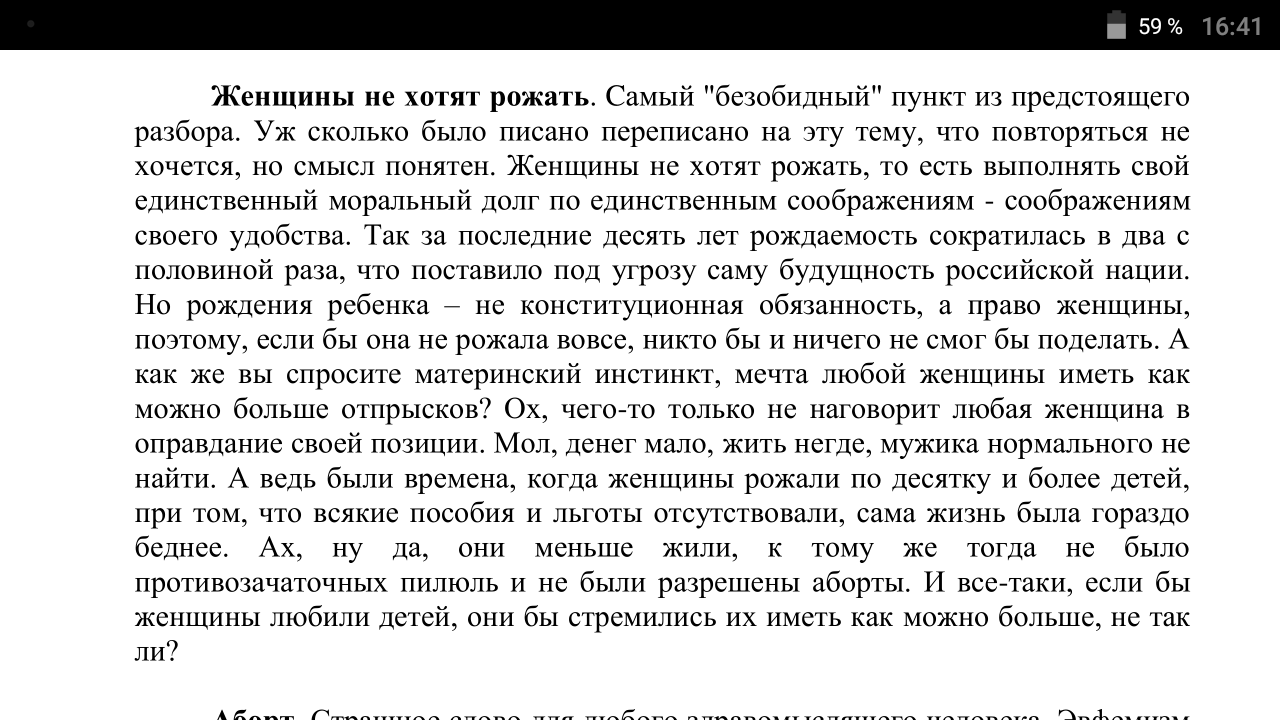 59 % 16:41
Женщины не хотят рожать. Самый "безобидный" пункт из предстоящего
разбора. Уж сколько было писано переписано на эту тему, что повторяться не
хочется, но смысл понятен. Женщины не хотят рожать, то есть выполнять свой
единственный моральный долг по единственным соображениям - соображениям
своего удобства. Так за последние десять лет рождаемость сократилась в два с
половиной раза, что поставило под угрозу саму будущность российской нации.
Но рождения ребенка – не конституционная обязанность, а право женщины,
поэтому, если бы она не рожала вовсе, никто бы и ничего не смог бы поделать. А
как же вы спросите материнский инстинкт, мечта любой женщины иметь как
можно больше отпрысков? Ох, чего-то только не наговорит любая женщина в
оправдание своей позиции. Мол, денег мало, жить негде, мужика нормального не
найти. А ведь были времена, когда женщины рожали по десятку и более детей,
при том, что всякие пособия и льготы отсутствовали, сама жизнь была гораздо
беднее. Ах, ну да, они меньше жили, к тому же тогда не было
противозачаточных пилюль и не были разрешены аборты. И все-таки, если бы
женщины любили детей, они бы стремились их иметь как можно больше, не так
ли?
Аборт. Страшное слово для любого здравомыслящего человека. Эвфемизм